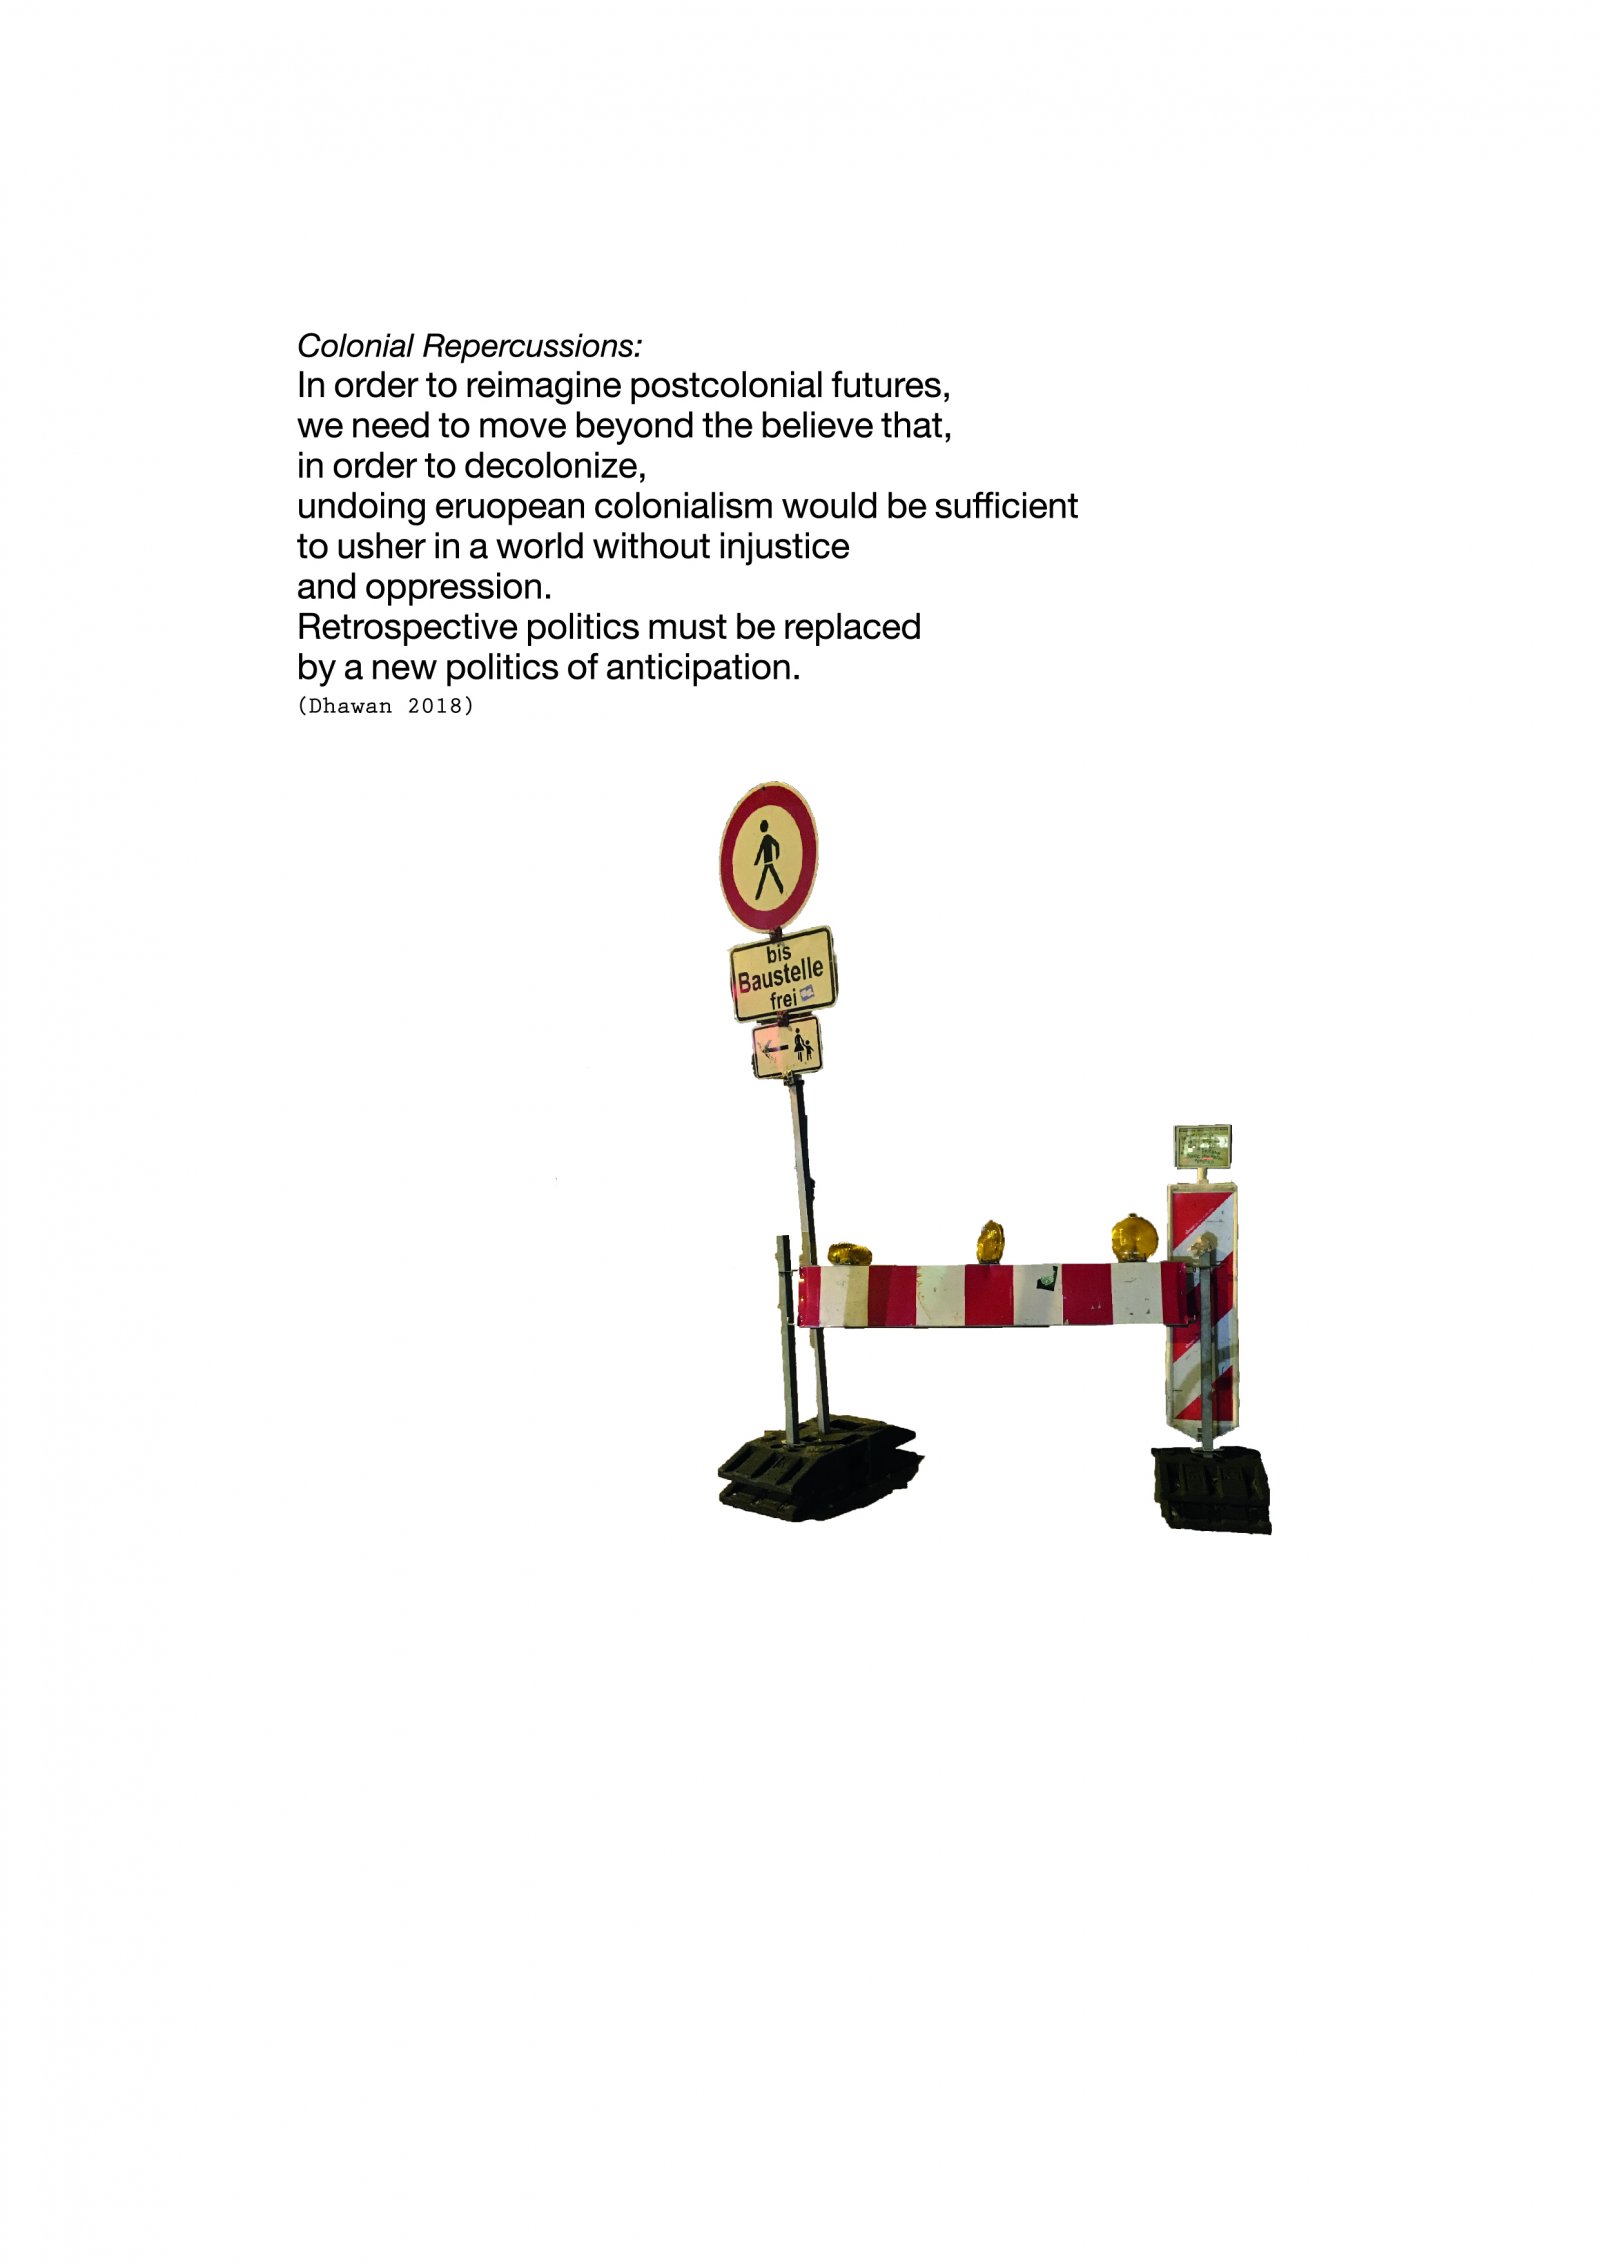 Colonial Repercussions:
In order to reimagine postcolonial futures,
we need to move beyond the believe that,
in order to decolonize,
undoing eruopean colonialism would be sufficient
to usher in a world without injustice
and oppression.
Retrospective politics must be replaced
by a new politics of anticipation.
(Dhawan 2018)
bis
Baustelle
frei